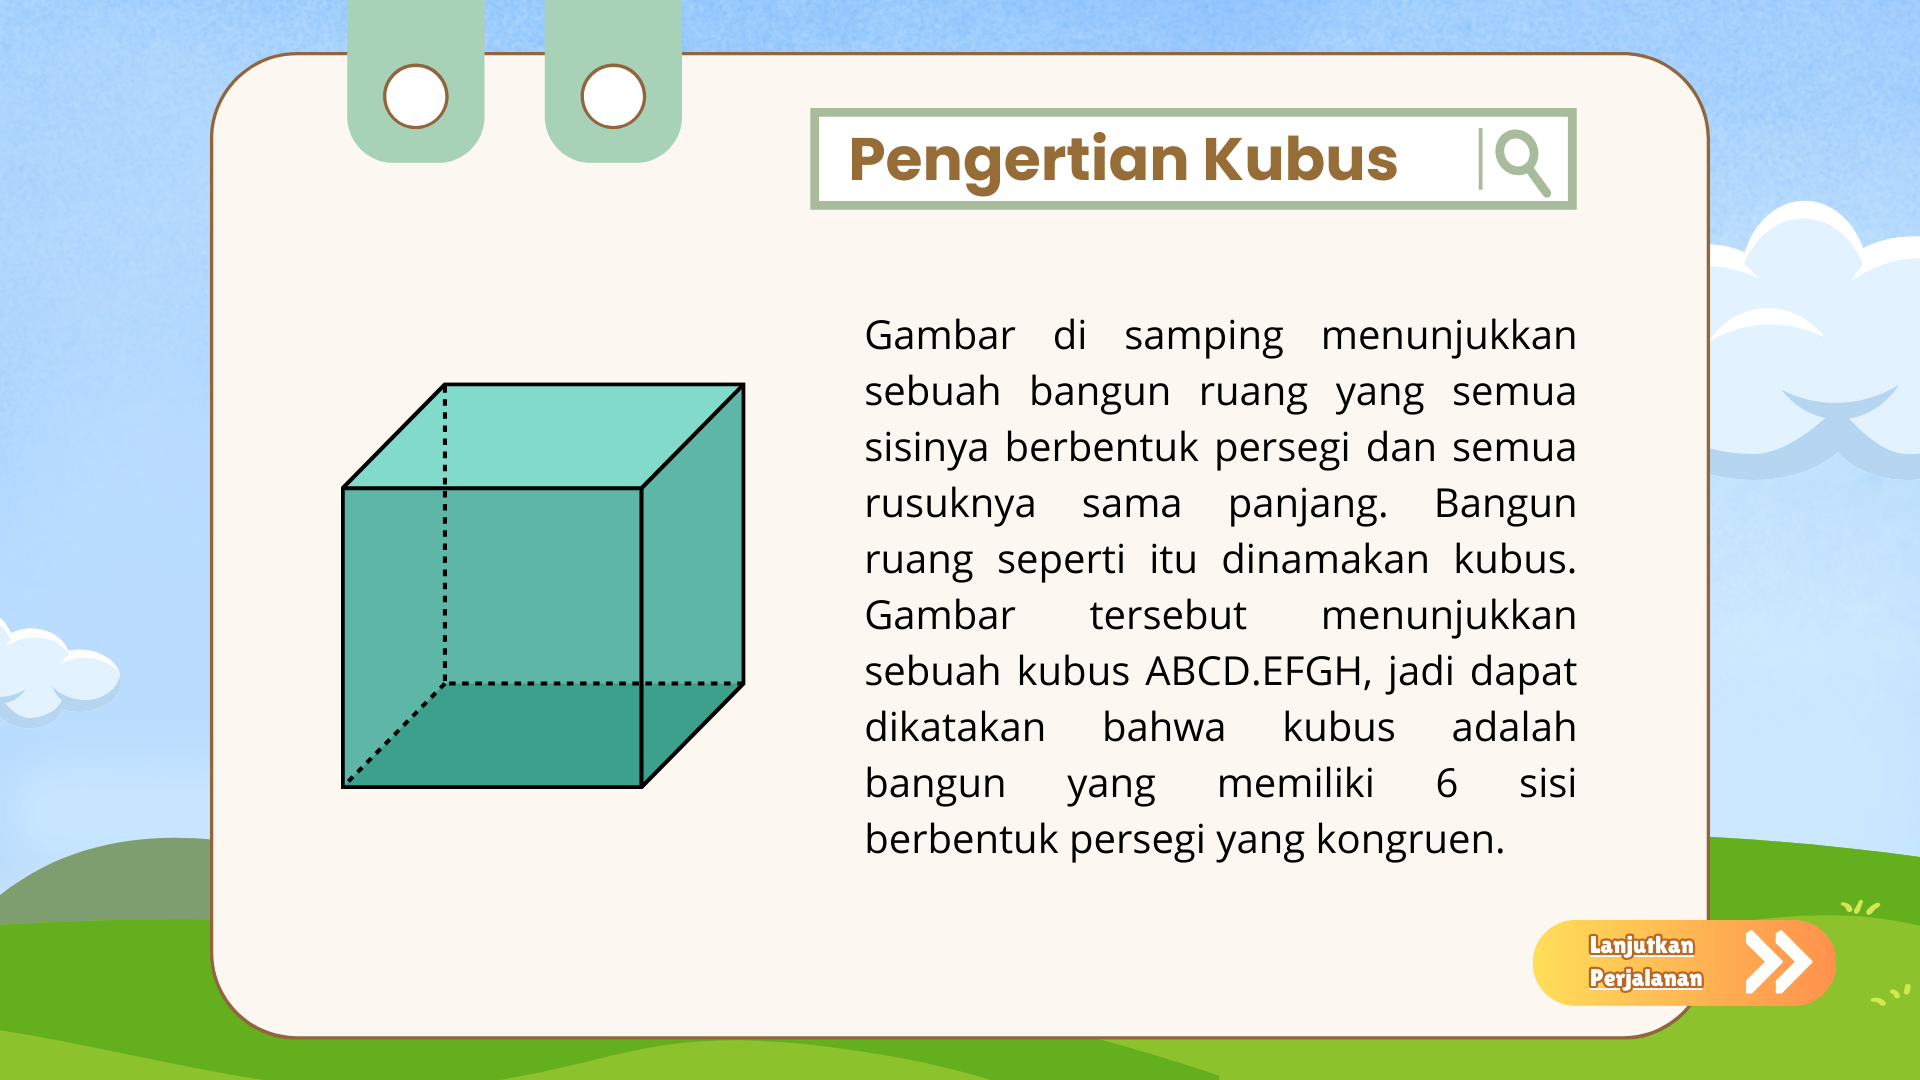 Pengertian Kubus
Gambar di samping menunjukkan
sebuah bangun ruang yang semua
sisinya berbentuk persegi dan semua
rusuknya sama panjang. Bangun
ruang seperti itu dinamakan kubus.
Gambar tersebut menunjukkan
sebuah kubus ABCD.EFGH, jadi dapat
dikatakan bahwa kubus adalah
bangun yang memiliki 6 sisi
berbentuk persegi yang kongruen.
Lanjutkan
Perjalanan